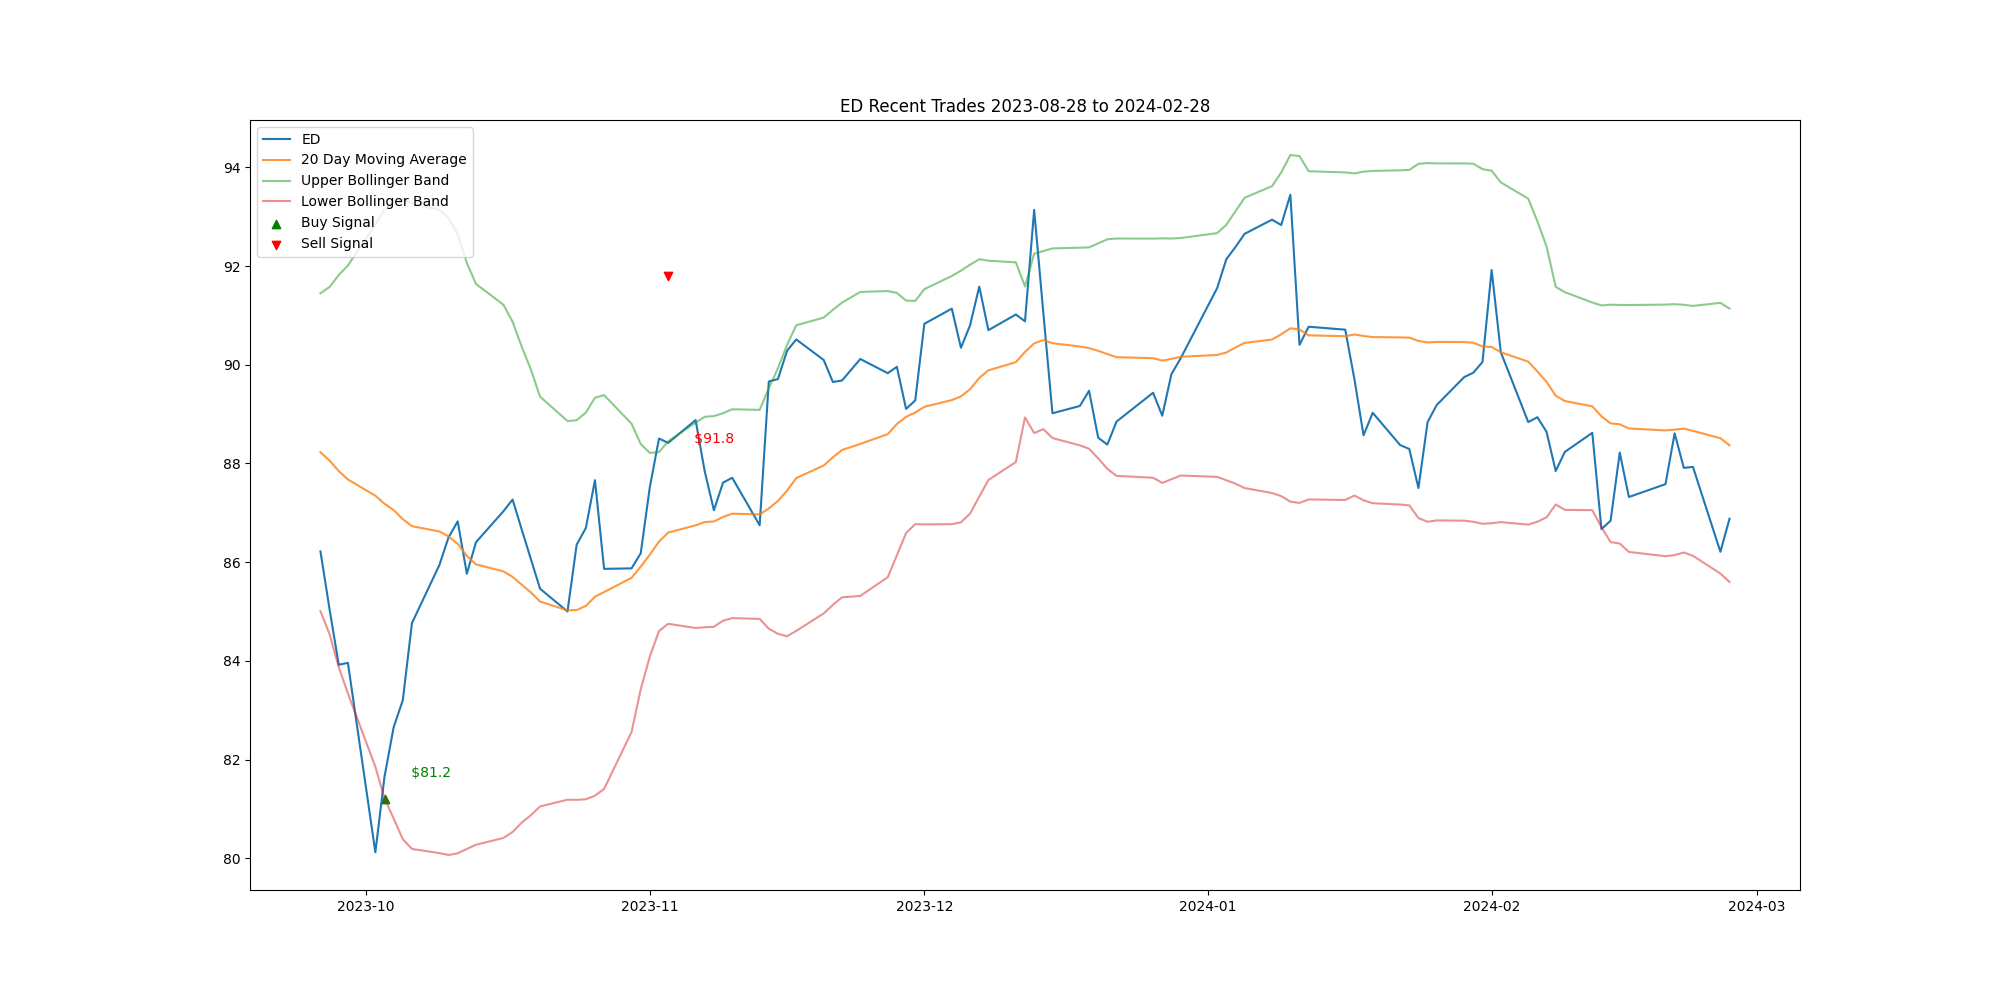 ED Recent Trades 2023-08-28 to 2024-02-28
ED
20 Day Moving Average
Upper Bollinger Band
Lower Bollinger Band
Buy Signal
Sell Signal
94
92
90
88
86
84
82
80
$91.8
$81.2
2023-10
2023-11
2023-12
2024-01
2024-02
2024-03